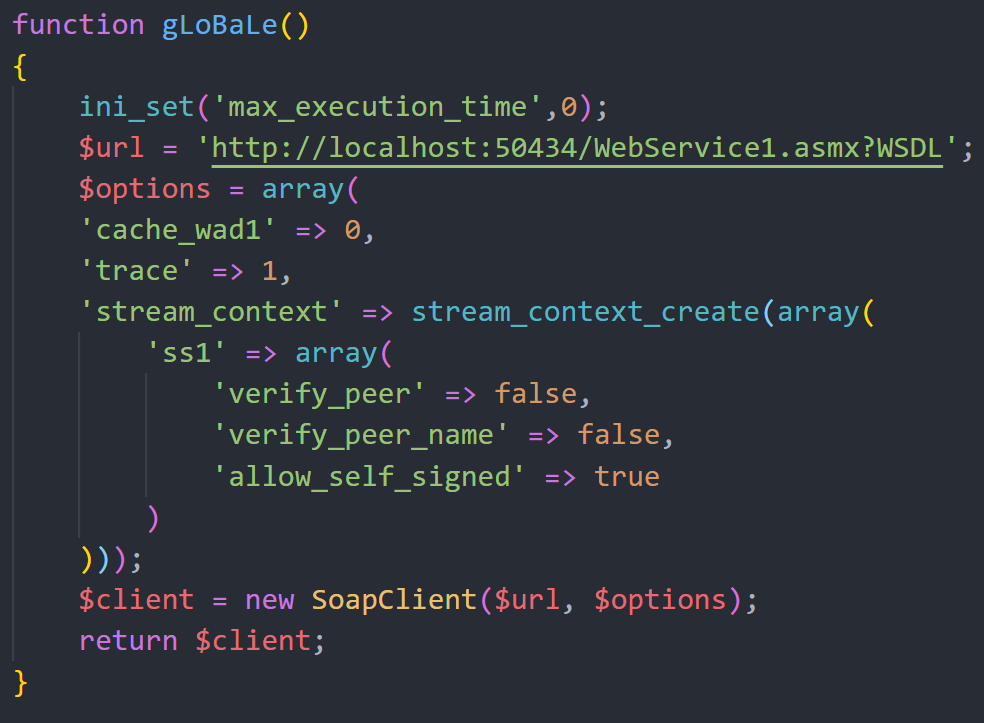 function gLoBaLe()
{
    ini_set('max_execution_time',0);
    $url = 'http://localhost:50434/WebService1.asmx?WSDL';
    $options = array(
    'cache_wad1' => 0,
    'trace' => 1,
    'stream_context' => stream_context_create(array(
        'ss1' => array(
            'verify_peer' => false,
            'verify_peer_name' => false,
            'allow_self_signed' => true
        )
    )));
    $client = new SoapClient($url, $options);
    return $client;
}